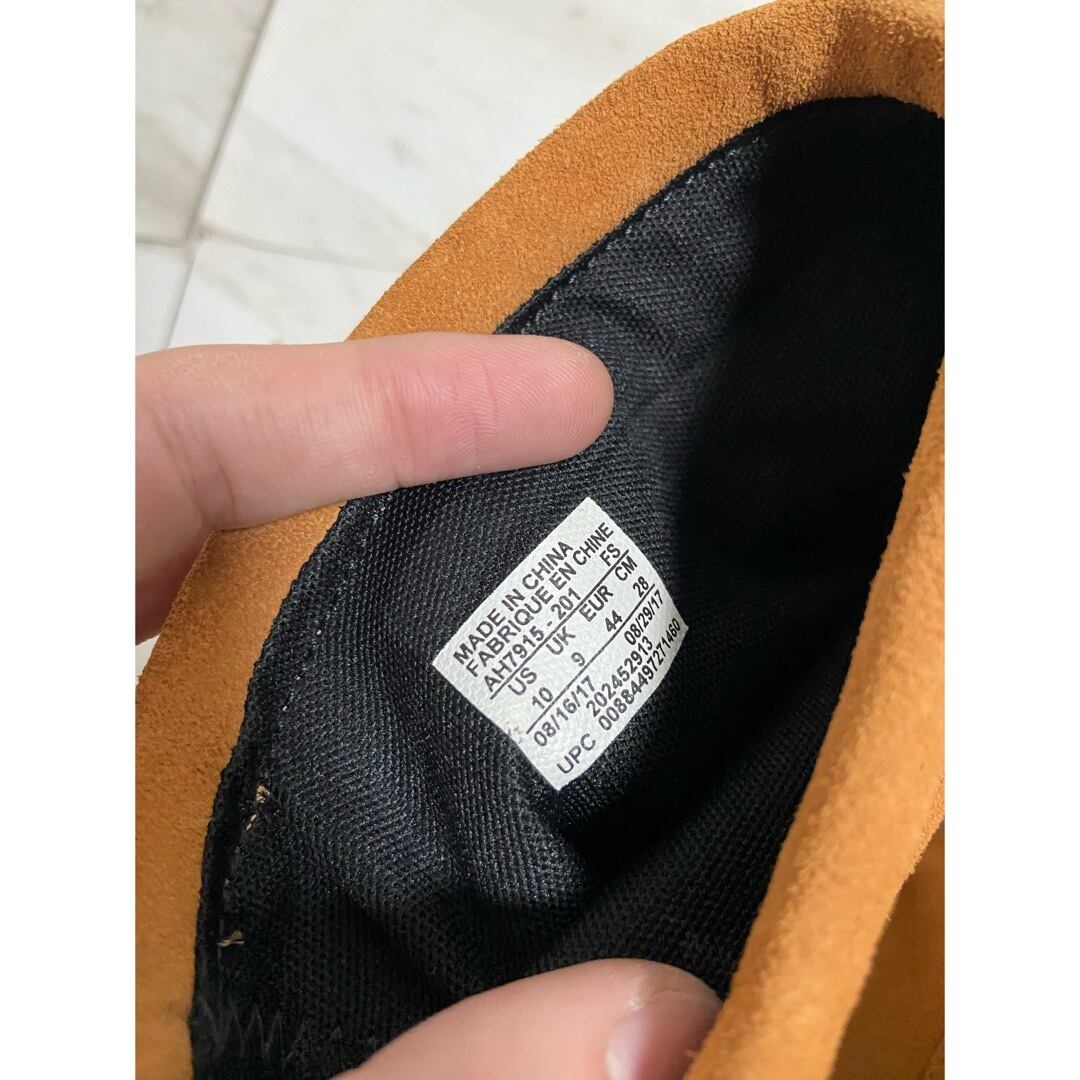 MADE IN CHINA
FABRIQUE EN CHINE
AH7915-201 FS
US UK EUR CM
10 9 44 28
08/16/17 08/29/17
202452913
UPC 00884497271460